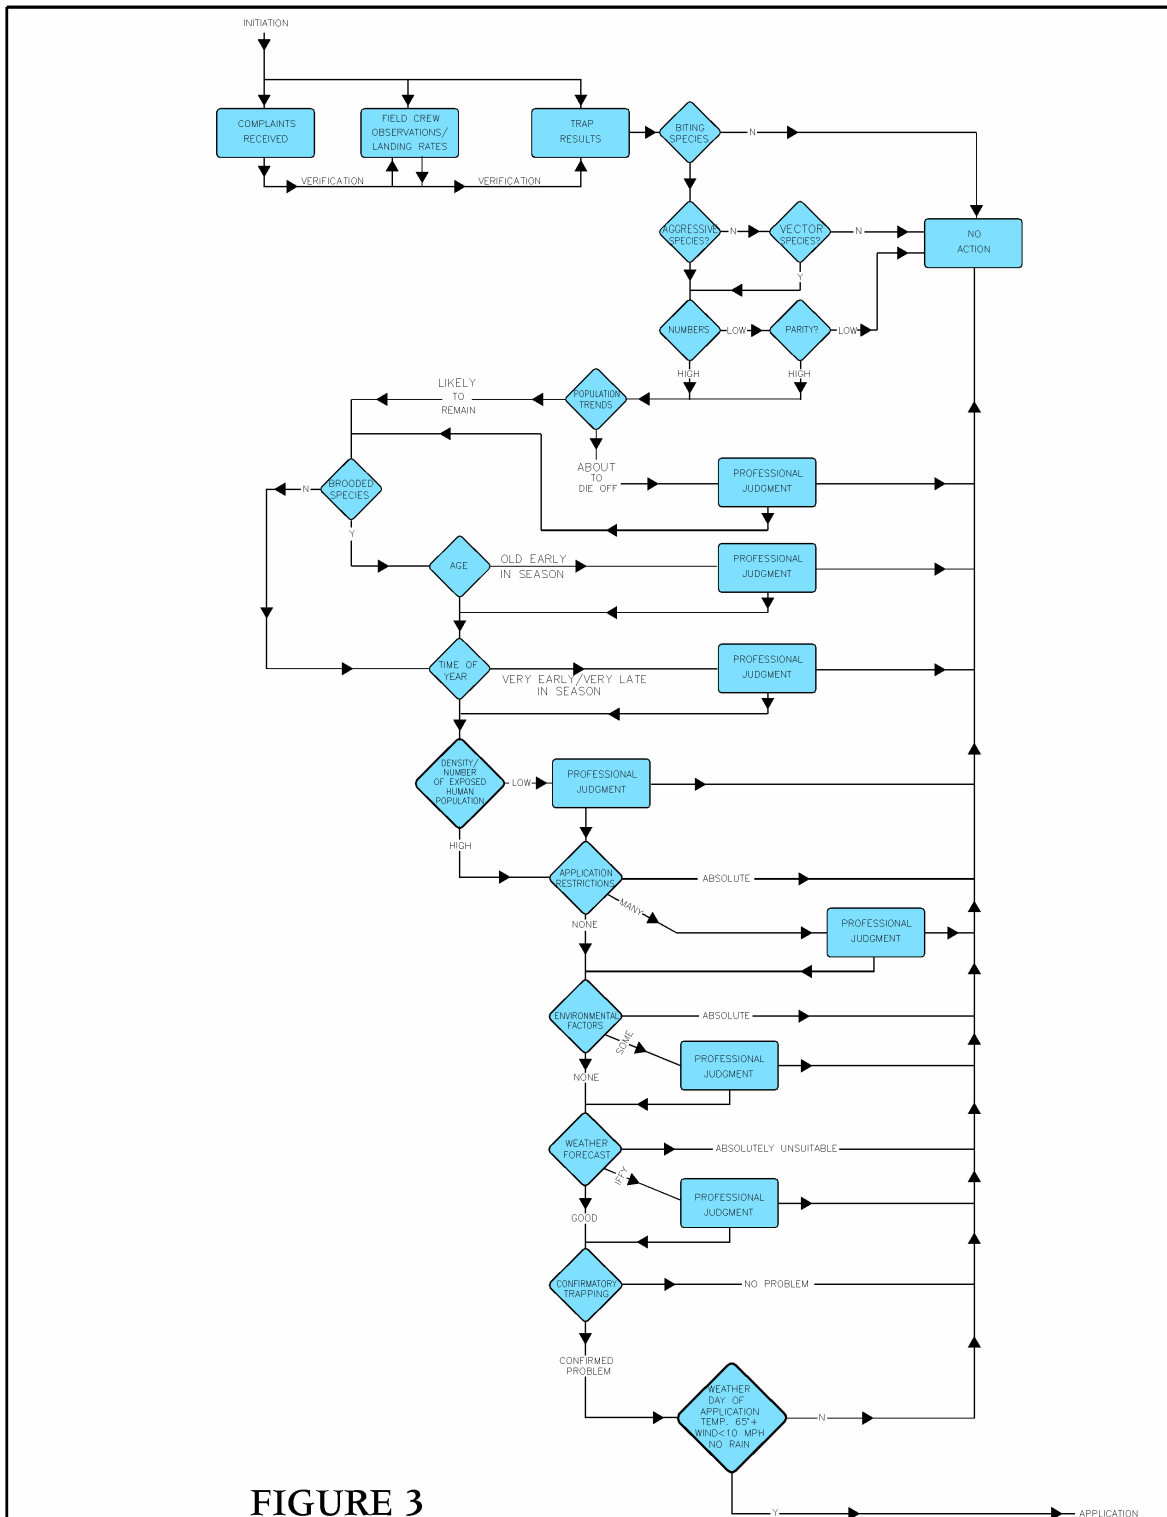 INITIATION
COMPLAINTS
RECEIVED
FIELD CREW
OBSERVATIONS/
LANDING RATES
TRAP
RESULTS
BITING
SPECIES
N
VERIFICATION
VERIFICATION
AGGRESSIVE
SPECIES?
N
VECTOR
SPECIES?
N
NO
ACTION
Y
NUMBERS
LOW
PARITY?
LOW
HIGH
HIGH
LIKELY
TO
REMAIN
POPULATION
TRENDS
ABOUT
TO
DIE OFF
PROFESSIONAL
JUDGMENT
N
BROODED
SPECIES
Y
AGE
OLD EARLY
IN SEASON
PROFESSIONAL
JUDGMENT
TIME OF
YEAR
VERY EARLY/VERY LATE
IN SEASON
PROFESSIONAL
JUDGMENT
DENSITY/
NUMBER
OF EXPOSED
HUMAN
POPULATION
LOW
PROFESSIONAL
JUDGMENT
HIGH
APPLICATION
RESTRICTIONS
ABSOLUTE
MANY
NONE
PROFESSIONAL
JUDGMENT
ENVIRONMENTAL
FACTORS
ABSOLUTE
SOME
NONE
PROFESSIONAL
JUDGMENT
WEATHER
FORECAST
ABSOLUTELY UNSUITABLE
IFFY
GOOD
PROFESSIONAL
JUDGMENT
CONFIRMATORY
TRAPPING
NO PROBLEM
CONFIRMED
PROBLEM
WEATHER
DAY OF
APPLICATION
TEMP. 65°+
WIND<10 MPH
NO RAIN
N
Y
APPLICATION
FIGURE 3